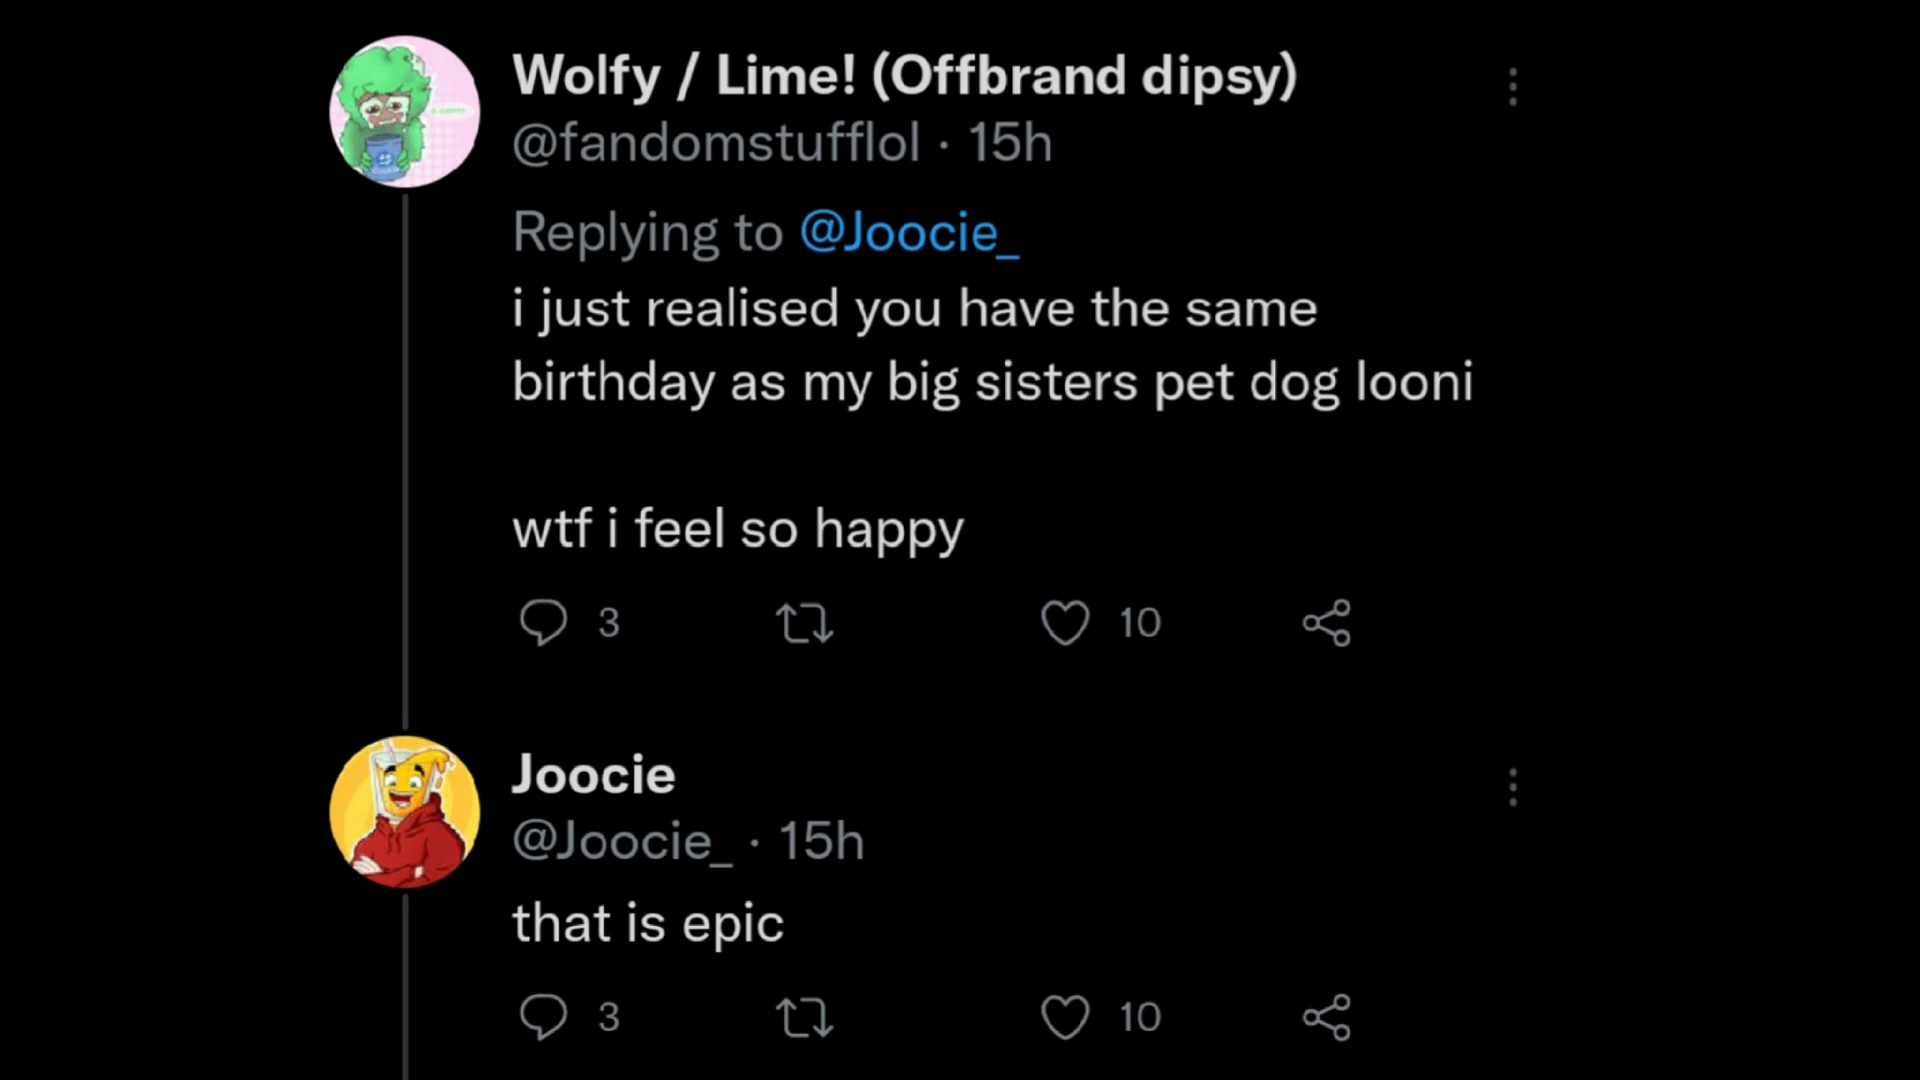 Wolfy / Lime! (Offbrand dipsy)
@fandomstufflol · 15h
Replying to @Joocie_
i just realised you have the same
birthday as my big sisters pet dog looni
wtf i feel so happy
3 10
Joocie
@Joocie_ · 15h
that is epic
3 10